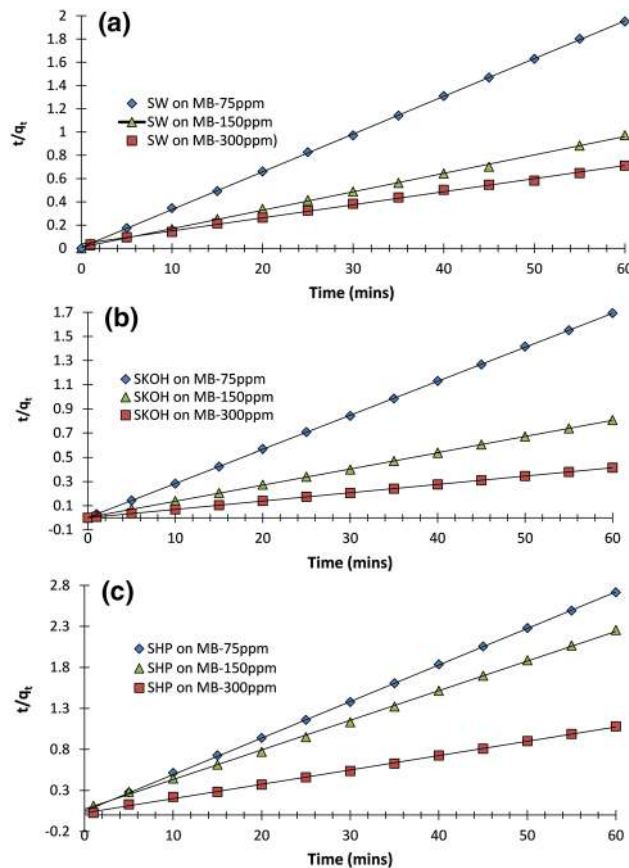 (a)
2
1.8
1.6
1.4
1.2
1
0.8
0.6
0.4
0.2
0
t/qt
SW on MB-75ppm
SW on MB-150ppm
SW on MB-300ppm)
0 10 20 30 40 50 60
Time (mins)
(b)
1.7
1.5
1.3
1.1
0.9
0.7
0.5
0.3
0.1
-0.1
t/qt
SKOH on MB-75ppm
SKOH on MB-150ppm
SKOH on MB-300ppm
0 10 20 30 40 50 60
Time (mins)
(c)
2.8
2.3
1.8
1.3
0.8
0.3
-0.2
t/qt
SHP on MB-75ppm
SHP on MB-150ppm
SHP on MB-300ppm
0 10 20 30 40 50 60
Time (mins)